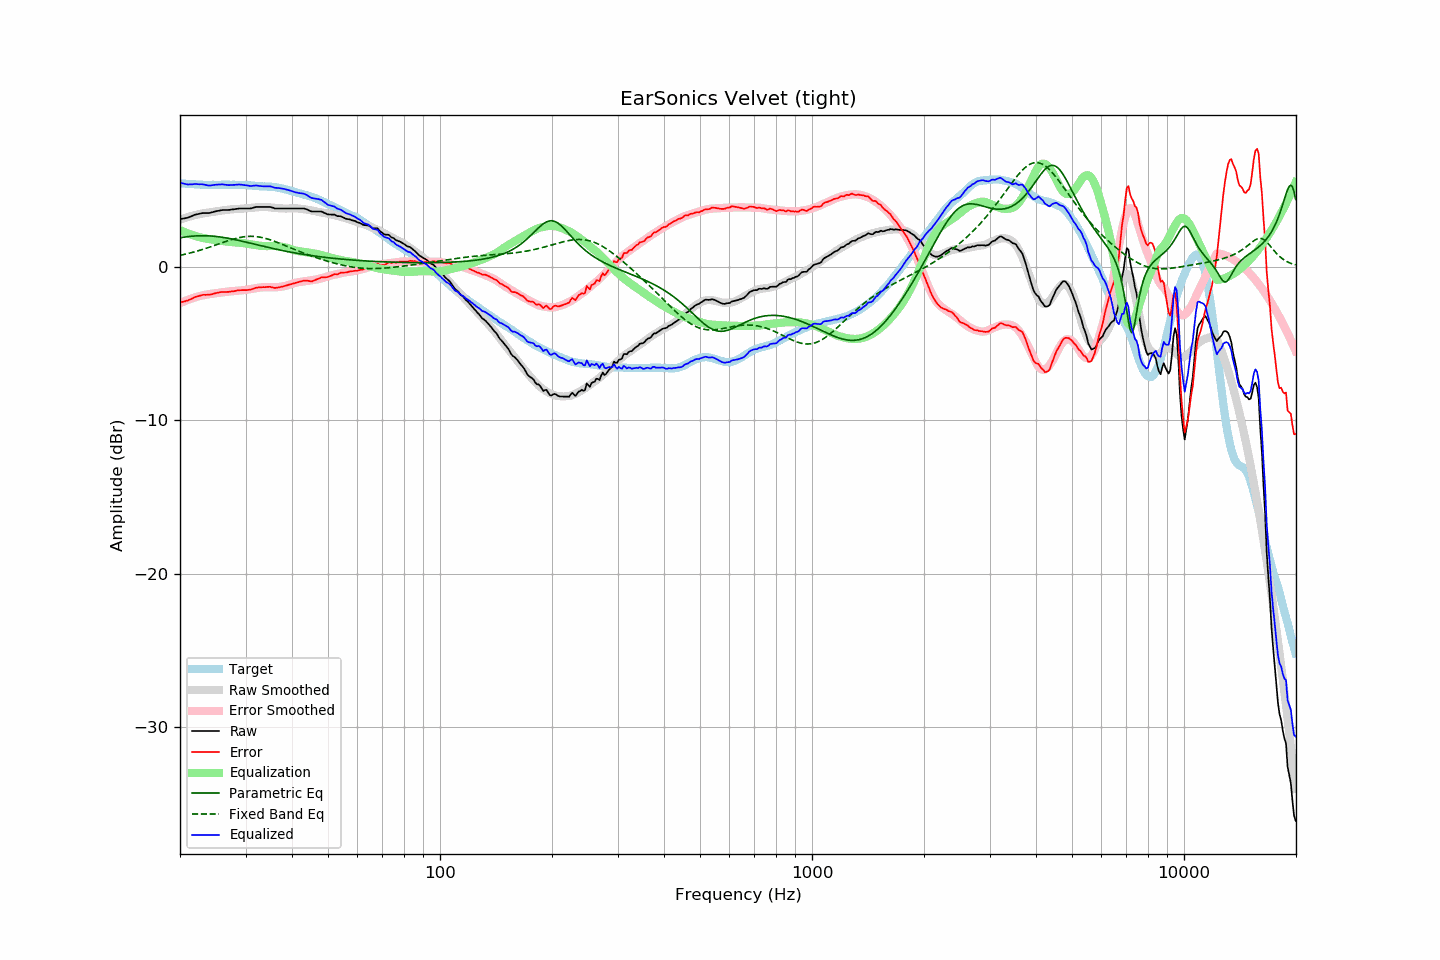 EarSonics Velvet (tight)
Amplitude (dBr)
0
−10
−20
−30
Target
Raw Smoothed
Error Smoothed
Raw
Error
Equalization
Parametric Eq
Fixed Band Eq
Equalized
100
1000
10000
Frequency (Hz)